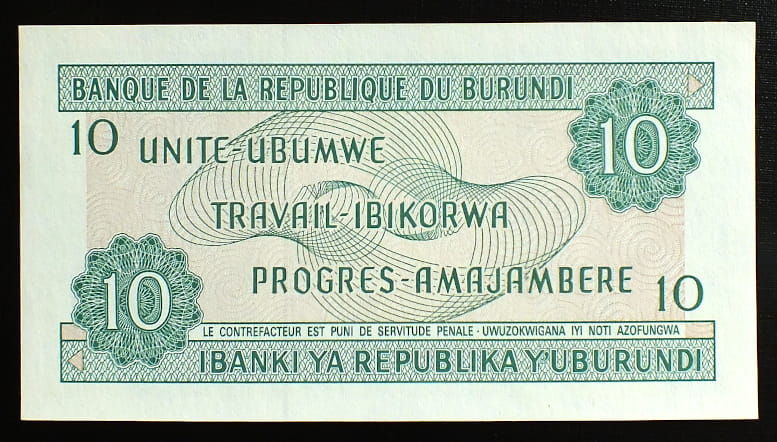 BANQUE DE LA REPUBLIQUE DU BURUNDI
10
10
UNITE-UBUMWE
TRAVAIL-IBIKORWA
PROGRES-AMAJAMBERE
10
10
LE CONTREFACTEUR EST PUNI DE SERVITUDE PENALE - UWUZOKWIGANA IYI NOTI AZOFUNGWA
IBANKI YA REPUBLIKA Y'UBURUNDI